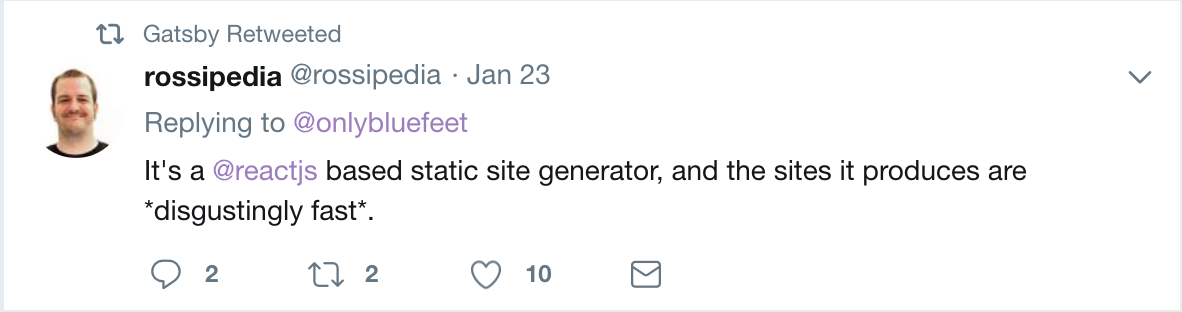 Gatsby Retweeted
rossipedia @rossipedia · Jan 23
Replying to @onlybluefeet
It's a @reactjs based static site generator, and the sites it produces are
*disgustingly fast*.
2 2 10